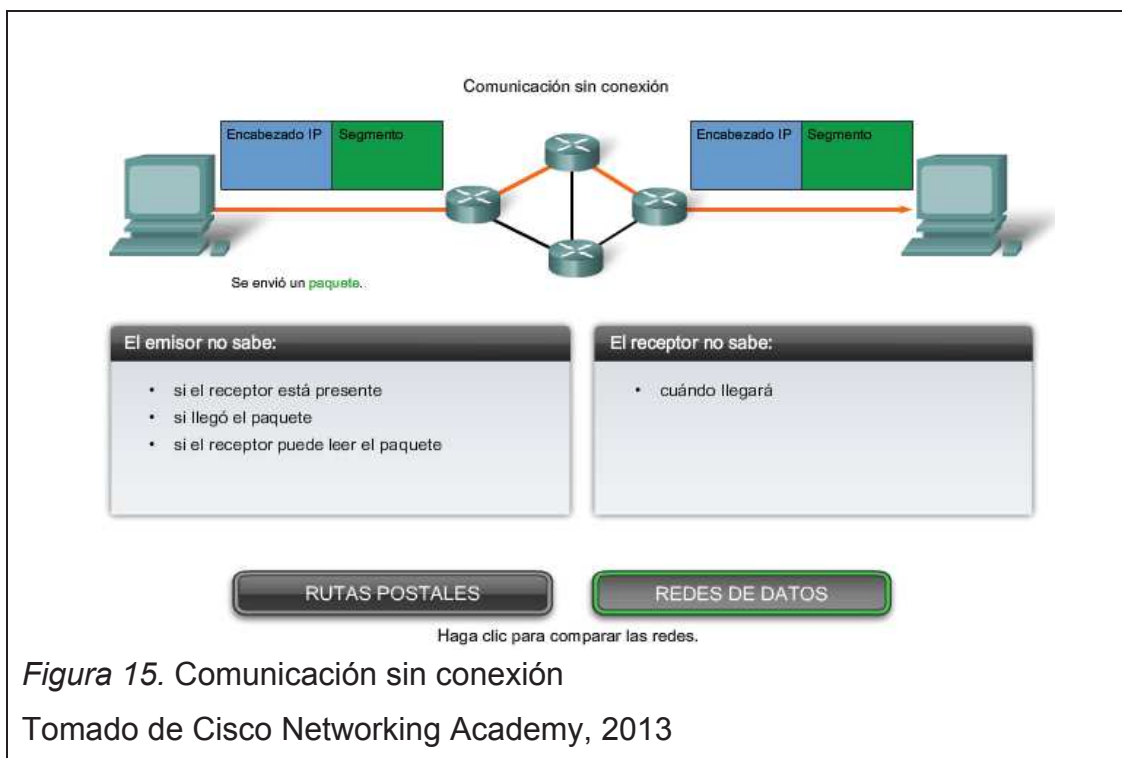 Comunicación sin conexión
Encabezado IP Segmento
Encabezado IP Segmento
Se envió un paquete.
El emisor no sabe:
• si el receptor está presente
• si llegó el paquete
• si el receptor puede leer el paquete
El receptor no sabe:
• cuándo llegará
RUTAS POSTALES
REDES DE DATOS
Haga clic para comparar las redes.
Figura 15. Comunicación sin conexión
Tomado de Cisco Networking Academy, 2013